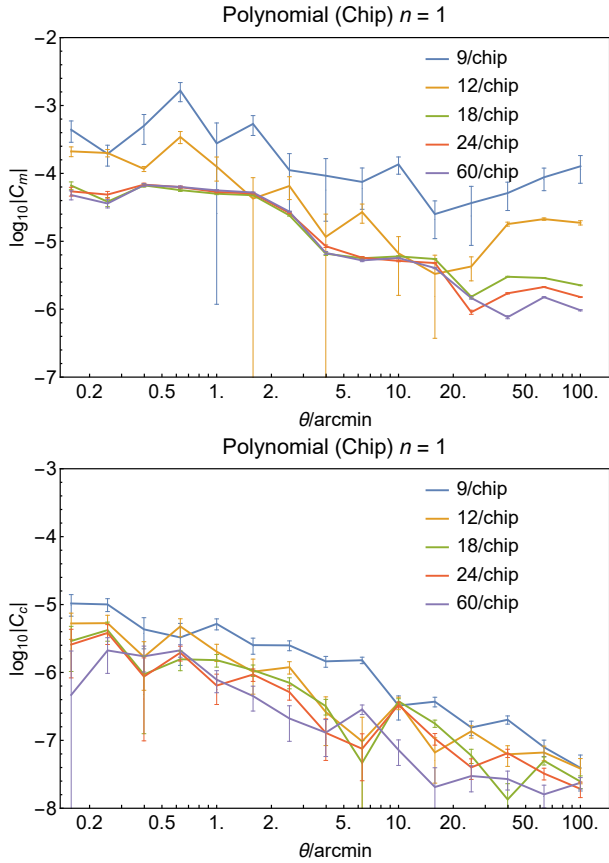 Polynomial (Chip) n = 1
-2
9/chip
12/chip
-3
18/chip
24/chip
60/chip
-4
log10|Cm|
-5
-6
-7
0.2 0.5 1. 2. 5. 10. 20. 50. 100.
θ/arcmin
Polynomial (Chip) n = 1
-3
9/chip
12/chip
-4
18/chip
24/chip
60/chip
-5
log10|Cc|
-6
-7
-8
0.2 0.5 1. 2. 5. 10. 20. 50. 100.
θ/arcmin